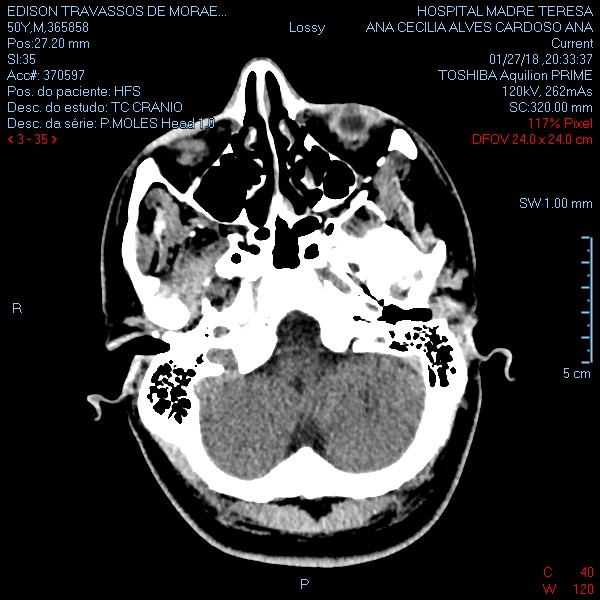 EDISON TRAVASSOS DE MORAE...
50Y,M,365858
Pos:27.20 mm
SI:35
Acc#: 370597
Pos. do paciente: HFS
Desc. do estudo: TC CRANIO
Desc. da série: P.MOLES Head 1.0
< 3 - 35 >
Lossy
HOSPITAL MADRE TERESA
ANA CECILIA ALVES CARDOSO ANA
Current
01/27/18 ,20:33:37
TOSHIBA Aquilion PRIME
120kV, 262mAs
SC:320.00 mm
117% Pixel
DFOV 24.0 x 24.0 cm
SW 1.00 mm
R
5 cm
P
C 40
W 120